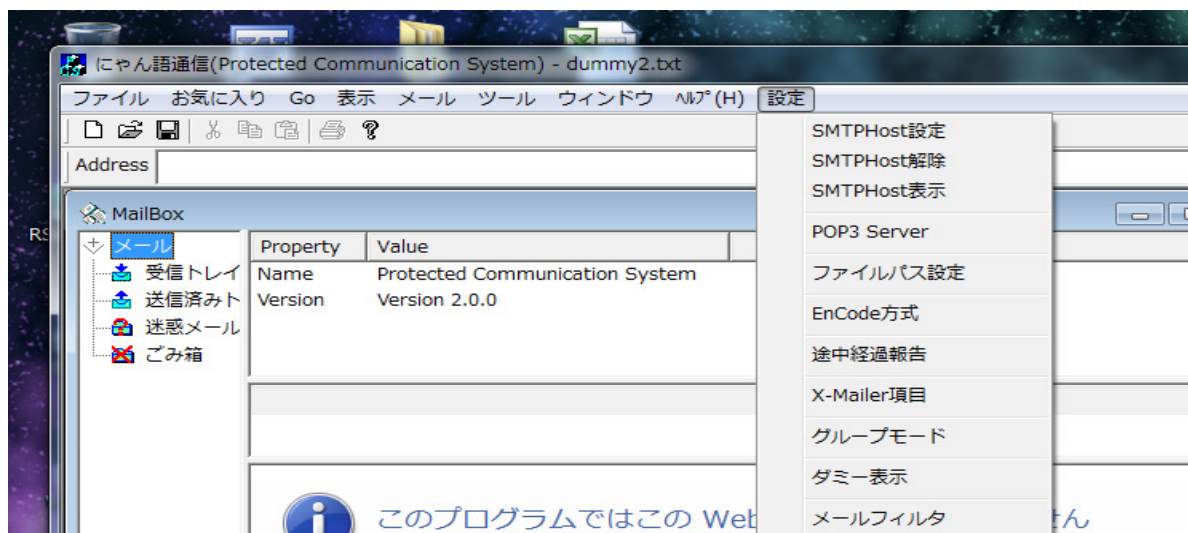 にゃん語通信(Protected Communication System) - dummy2.txt
ファイル お気に入り Go 表示 メール ツール ウィンドウ ﾍﾙﾌﾟ(H) 設定
Address
SMTPHost設定
SMTPHost解除
SMTPHost表示
POP3 Server
ファイルパス設定
EnCode方式
途中経過報告
X-Mailer項目
グループモード
ダミー表示
メールフィルタ
RS
MailBox
メール
受信トレイ
送信済みト
迷惑メール
ごみ箱
Property Value
Name Protected Communication System
Version Version 2.0.0
このプログラムではこの We
せん